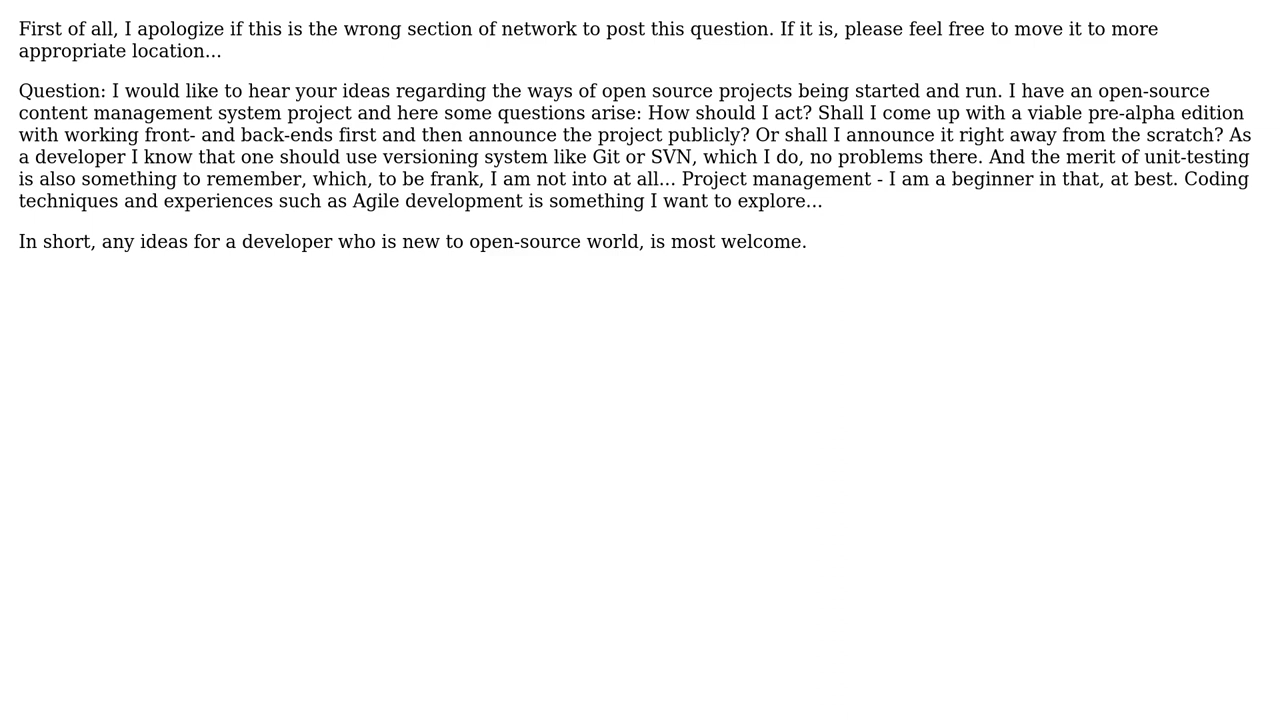 First of all, I apologize if this is the wrong section of network to post this question. If it is, please feel free to move it to more
appropriate location...
Question: I would like to hear your ideas regarding the ways of open source projects being started and run. I have an open-source
content management system project and here some questions arise: How should I act? Shall I come up with a viable pre-alpha edition
with working front- and back-ends first and then announce the project publicly? Or shall I announce it right away from the scratch? As
a developer I know that one should use versioning system like Git or SVN, which I do, no problems there. And the merit of unit-testing
is also something to remember, which, to be frank, I am not into at all... Project management - I am a beginner in that, at best. Coding
techniques and experiences such as Agile development is something I want to explore...
In short, any ideas for a developer who is new to open-source world, is most welcome.